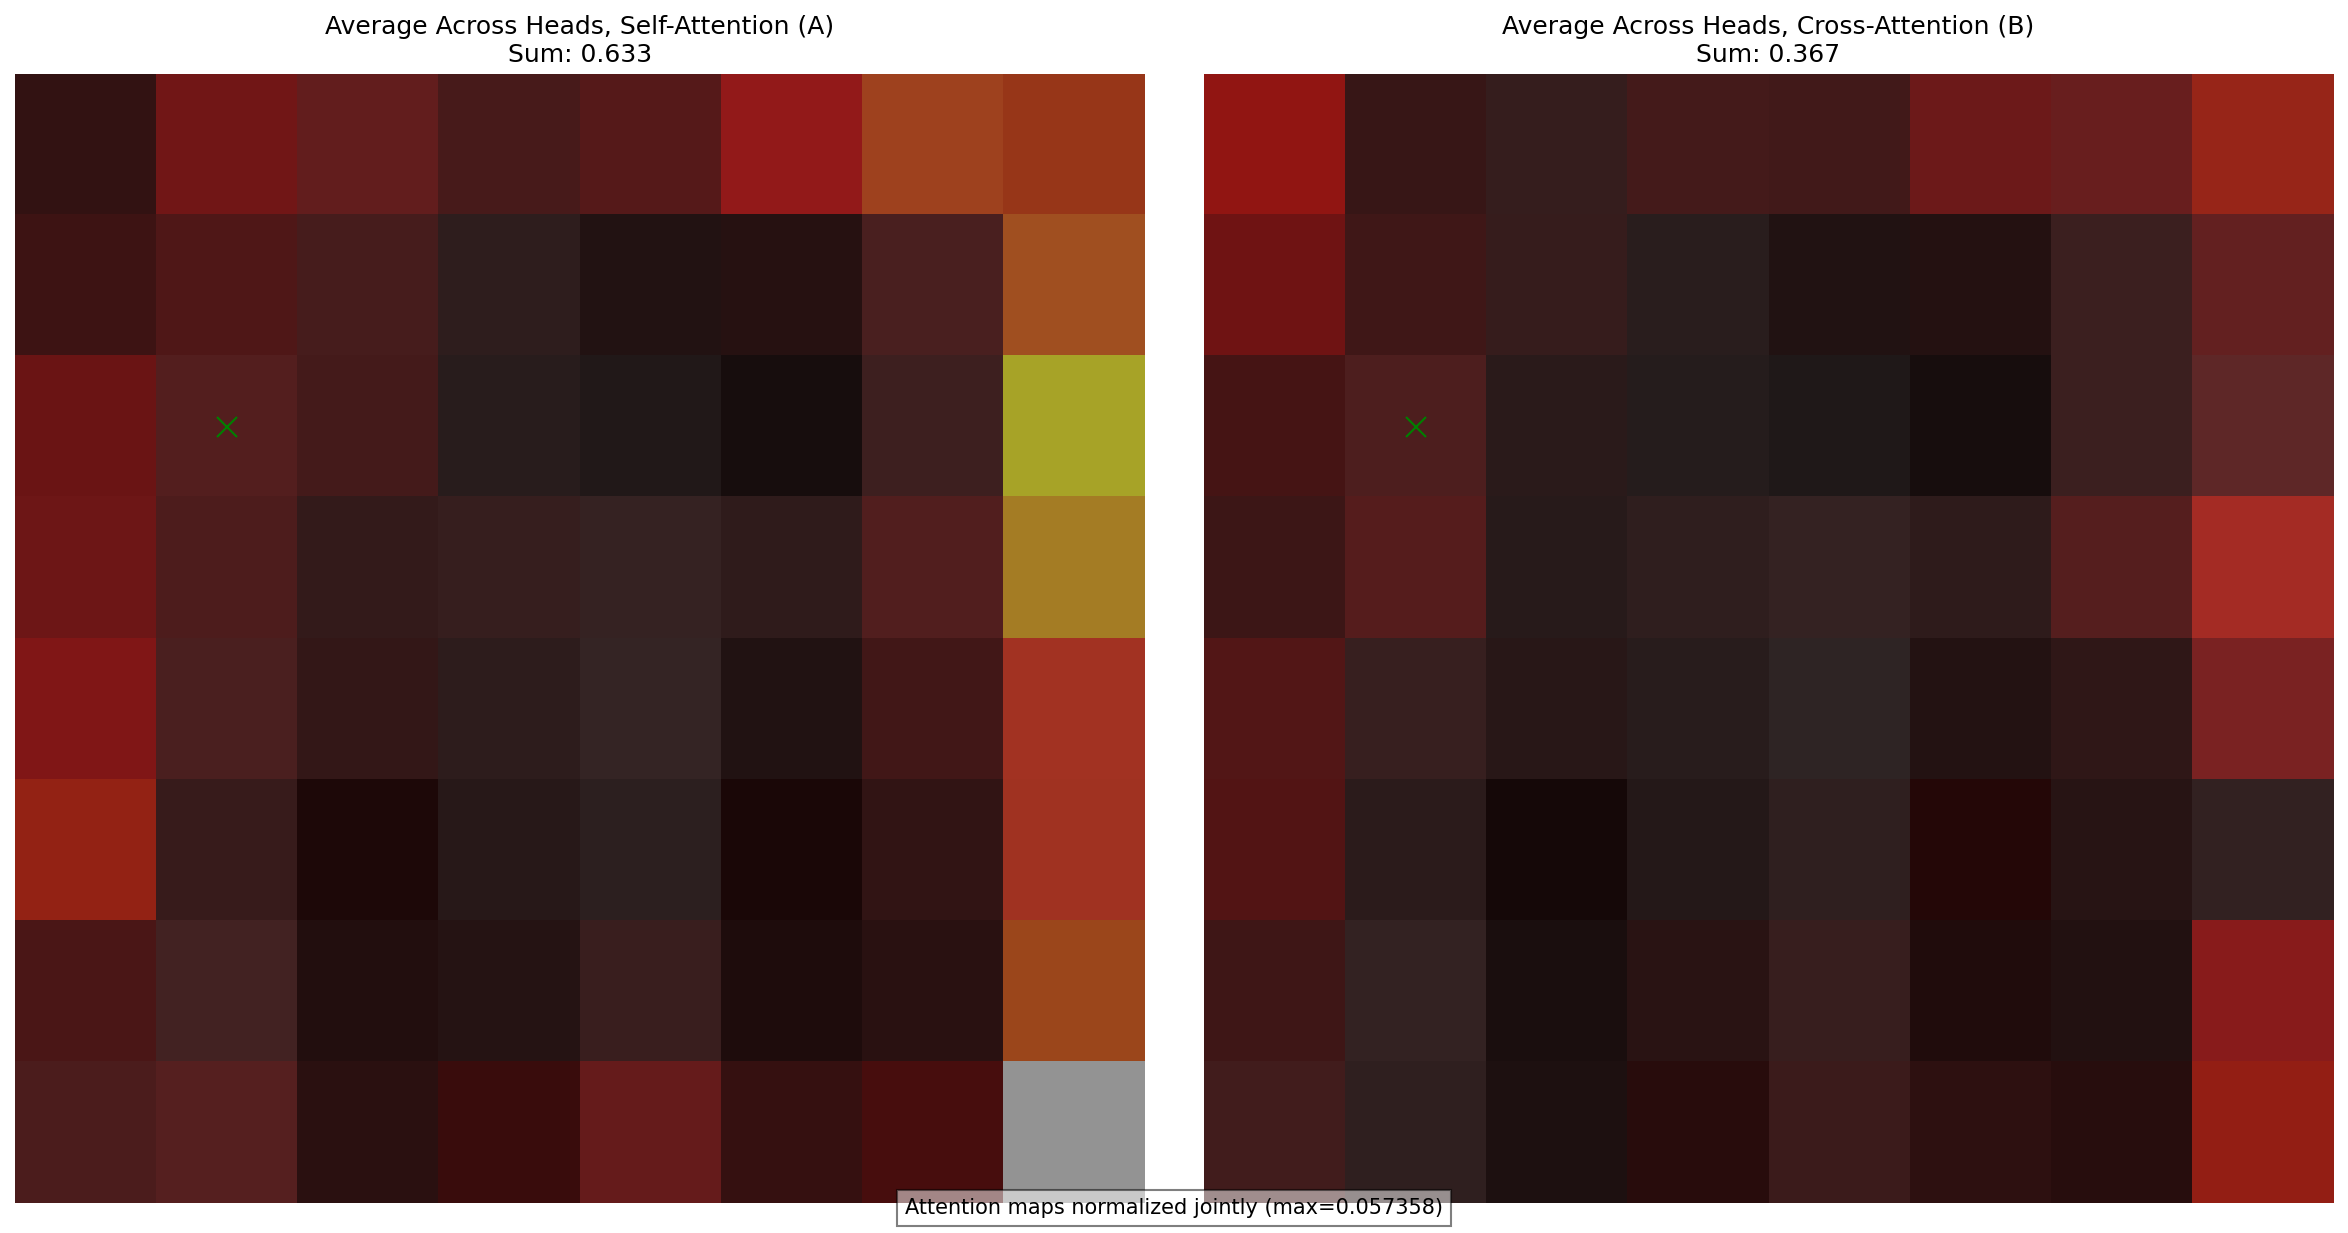 Average Across Heads, Self-Attention (A)
Sum: 0.633
Average Across Heads, Cross-Attention (B)
Sum: 0.367
Attention maps normalized jointly (max=0.057358)